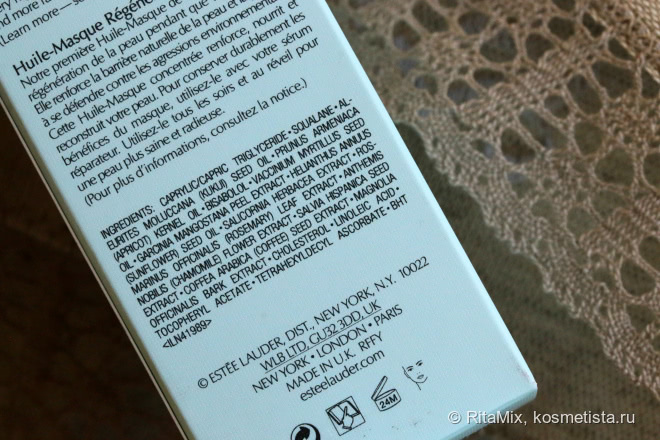 and more ra
(Learn more—se
Huile-Masque Régéné
Notre première Huile-Masque de
régénération de la peau pendant que
Elle renforce la barrière naturelle de la peau et
à se défendre contre les agressions environnementale
Cette Huile-Masque concentrée renforce, nourrit et
reconstruit votre peau. Pour conserver durablement les
bénéfices du masque, utilisez-le avec votre sérum
réparateur. Utilisez-le tous les soirs et au réveil pour
une peau plus saine et radieuse.
(Pour plus d'informations, consultez la notice.)
INGREDIENTS: CAPRYLIC/CAPRIC TRIGLYCERIDE • SQUALANE • AL-
EURITES MOLUCCANA (KUKUI) SEED OIL • PRUNUS ARMENIACA
(APRICOT) KERNEL OIL • BISABOLOL • VACCINIUM MYRTILLUS SEED
OIL • GARCINIA MANGOSTANA PEEL EXTRACT • HELIANTHUS ANNUUS
(SUNFLOWER) SEED OIL • SALICORNIA HERBACEA EXTRACT • ROS-
MARINUS OFFICINALIS (ROSEMARY) LEAF EXTRACT • ANTHEMIS
NOBILIS (CHAMOMILE) FLOWER EXTRACT • SALVIA HISPANICA SEED
EXTRACT • COFFEA ARABICA (COFFEE) SEED EXTRACT • MAGNOLIA
OFFICINALIS BARK EXTRACT • CHOLESTEROL • LINOLEIC ACID •
TOCOPHERYL ACETATE • TETRAHEXYLDECYL ASCORBATE • BHT
<ILN41989>
© ESTÉE LAUDER, DIST., NEW YORK, N.Y. 10022
WLB LTD. GU32 3DD, UK
NEW YORK • LONDON • PARIS
MADE IN U.K. RFFY
esteelauder.com
24M
© RitaMix, kosmetista.ru